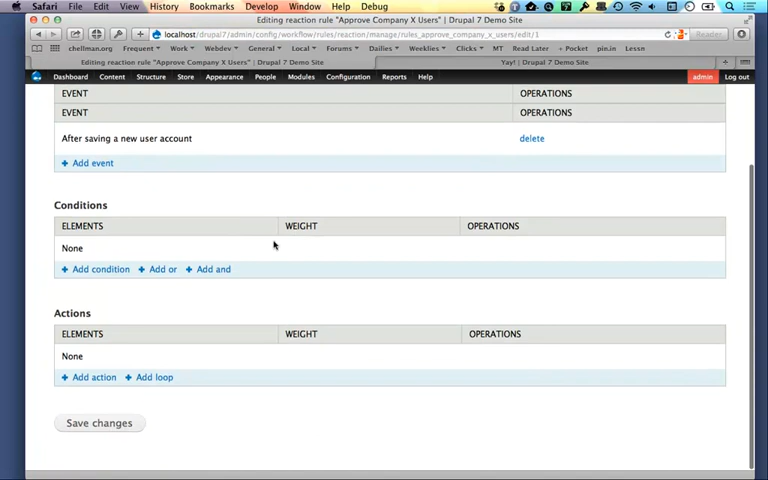 Safari File Edit View History Bookmarks Develop Window Help Debug
Editing reaction rule "Approve Company X Users" | Drupal 7 Demo Site
localhost/drupal7/admin/config/workflow/rules/reaction/manage/rules_approve_company_x_users/edit/1 Reader
chellman.org Frequent Work Webdev General Local Forums Dailies Weeklies Clicks MT Read Later + Pocket pin.in Lessn
Editing reaction rule "Approve Company X Users" | Drupal 7 Demo Site Yay! | Drupal 7 Demo Site
Dashboard Content Structure Store Appearance People Modules Configuration Reports Help admin Log out
EVENT OPERATIONS
EVENT OPERATIONS
After saving a new user account delete
+ Add event
Conditions
ELEMENTS WEIGHT OPERATIONS
None
+ Add condition + Add or + Add and
Actions
ELEMENTS WEIGHT OPERATIONS
None
+ Add action + Add loop
Save changes